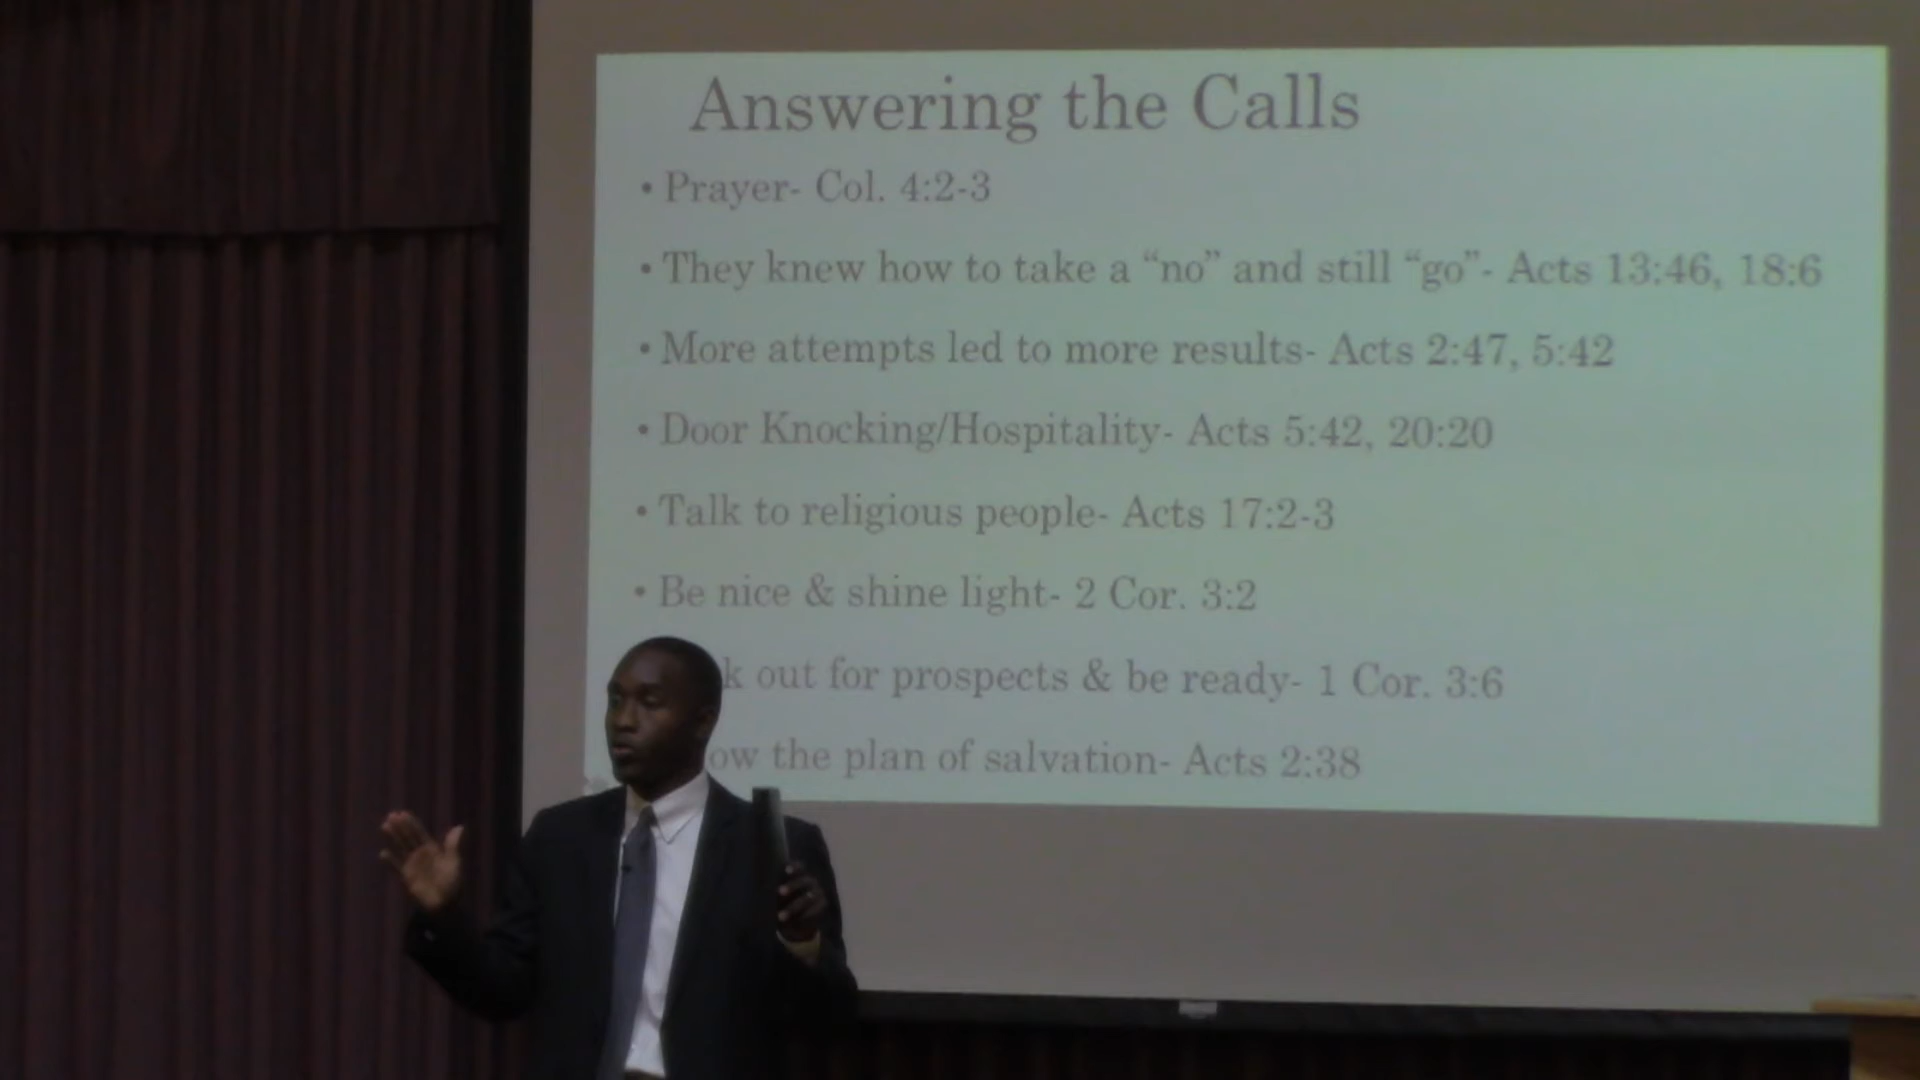 Answering the Calls
• Prayer- Col. 4:2-3
• They knew how to take a “no” and still “go”- Acts 13:46, 18:6
• More attempts led to more results- Acts 2:47, 5:42
• Door Knocking/Hospitality- Acts 5:42, 20:20
• Talk to religious people- Acts 17:2-3
• Be nice & shine light- 2 Cor. 3:2
k out for prospects & be ready- 1 Cor. 3:6
ow the plan of salvation- Acts 2:38